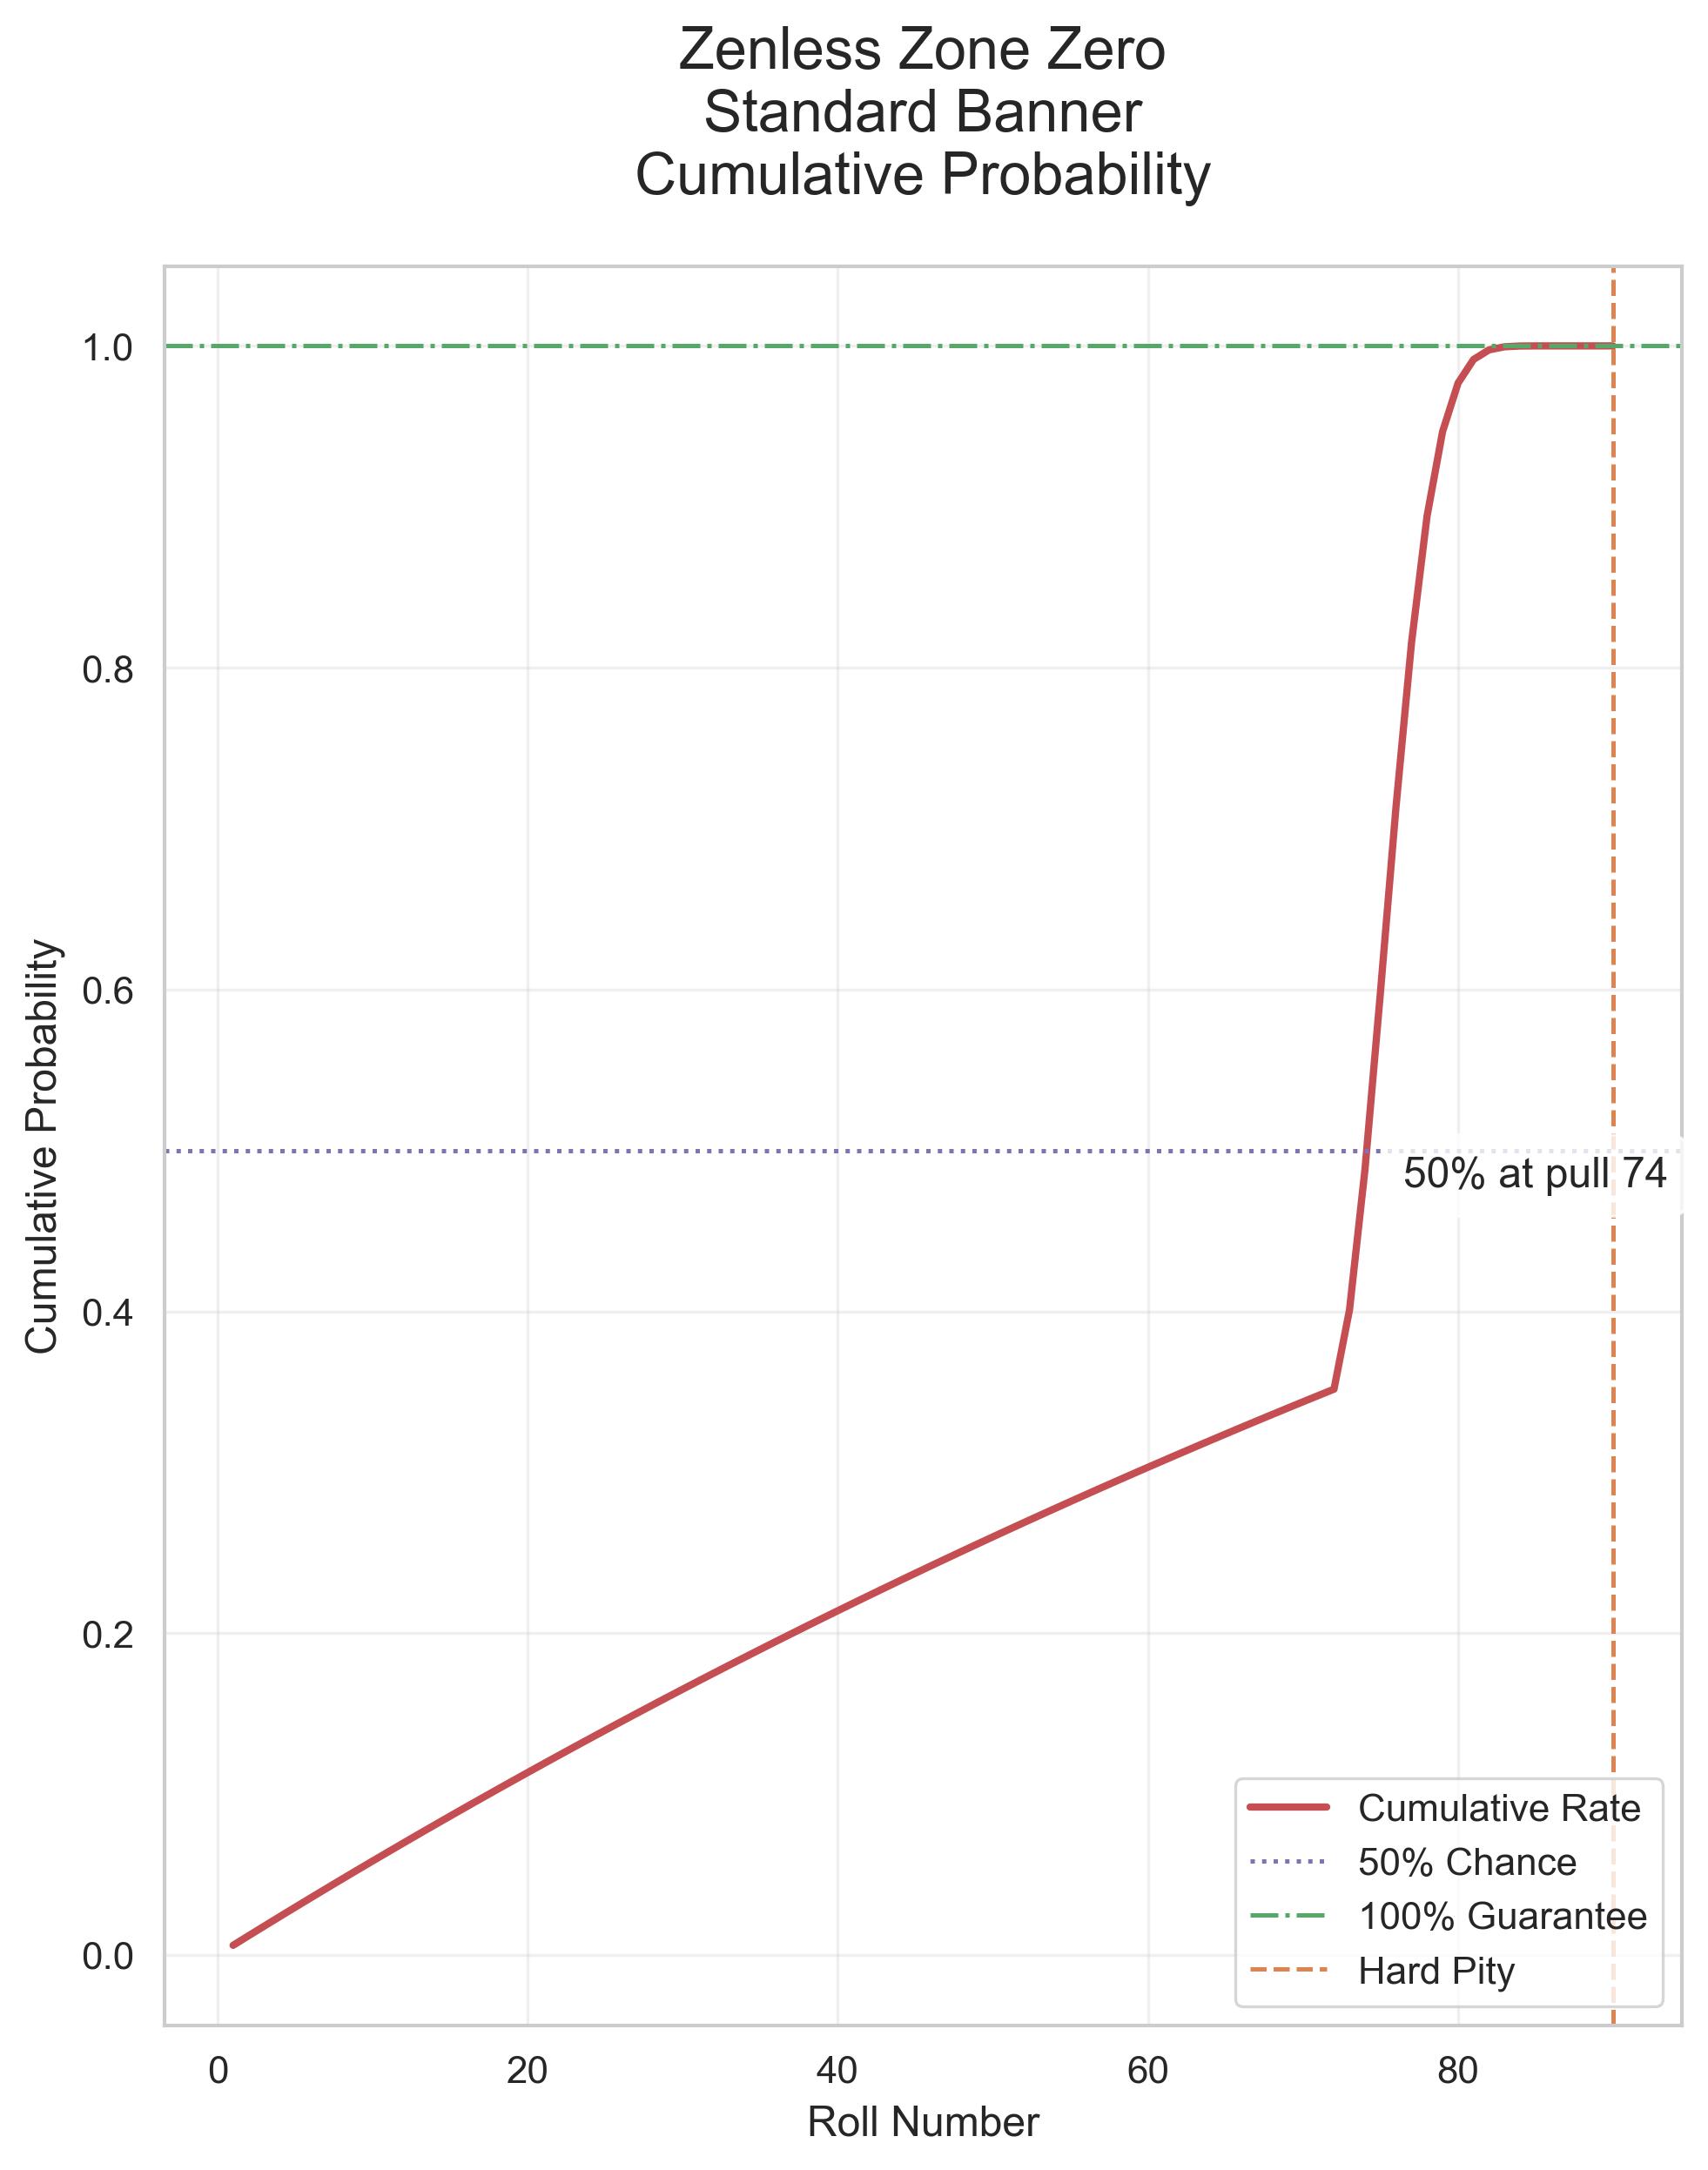 Zenless Zone Zero
Standard Banner
Cumulative Probability
1.0
0.8
0.6
0.4
0.2
0.0
Cumulative Probability
50% at pull 74
Cumulative Rate
50% Chance
100% Guarantee
Hard Pity
0 20 40 60 80
Roll Number